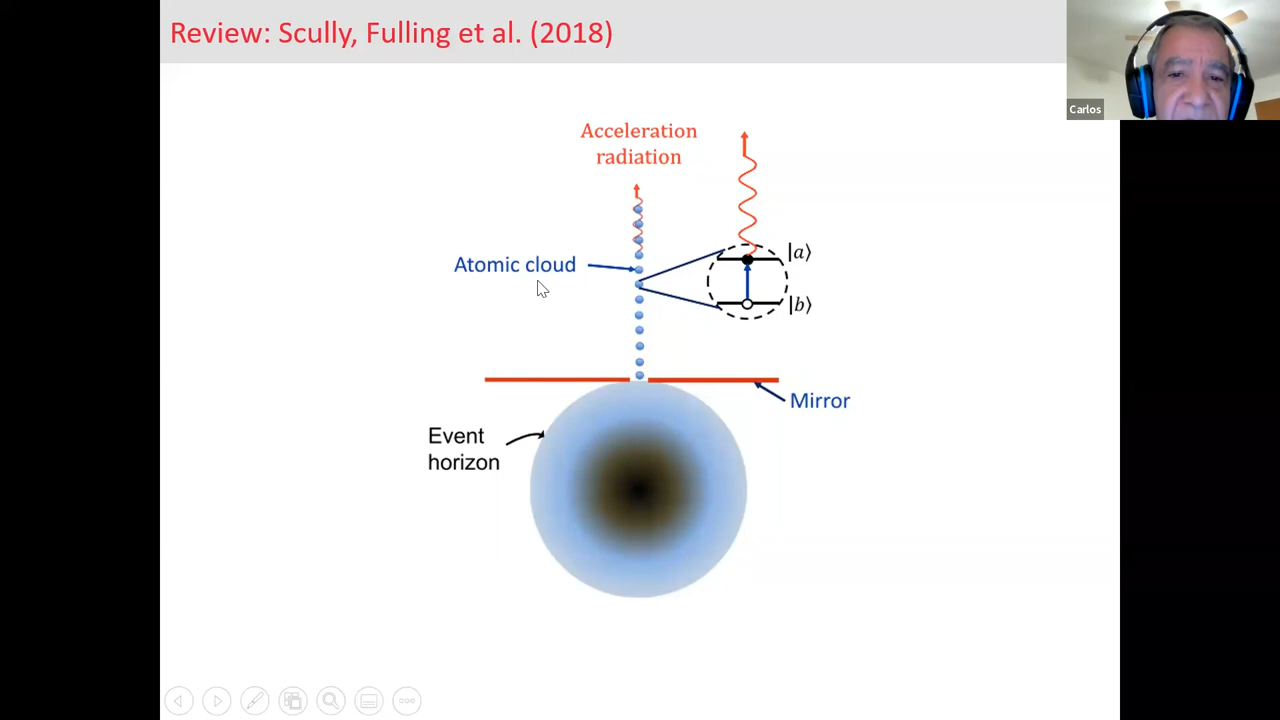 Review: Scully, Fulling et al. (2018)
Carlos
Acceleration
radiation
Atomic cloud
|a⟩
|b⟩
Mirror
Event
horizon